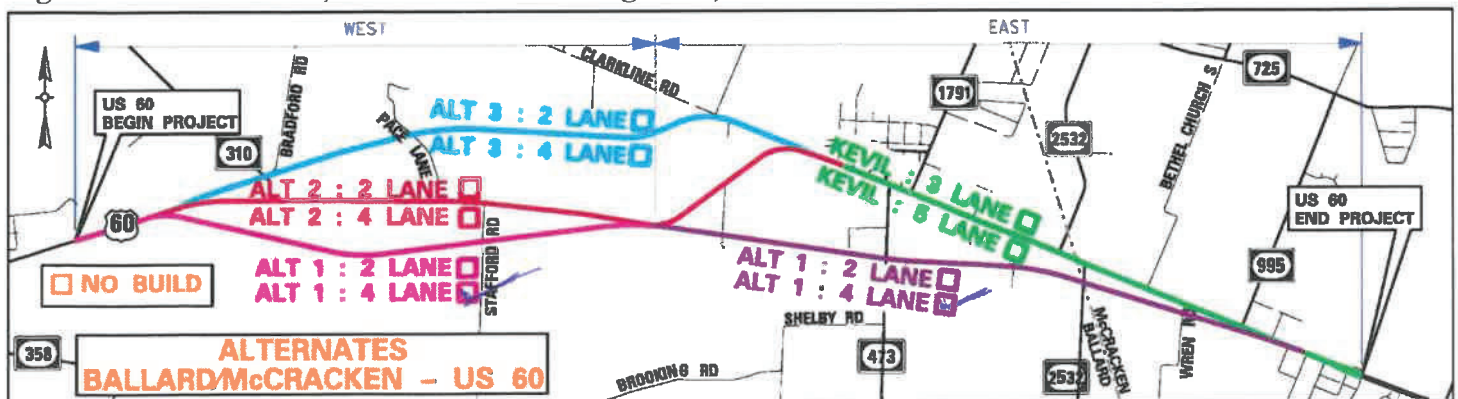 WEST
EAST
US 60
BEGIN PROJECT
310
BRADFORD RD
PACE LANE
CLARKLINE RD
1791
2532
BETHEL CHURCH S
725
ALT 3 : 2 LANE
ALT 3 : 4 LANE
ALT 2 : 2 LANE
ALT 2 : 4 LANE
KEVIL : 3 LANE
KEVIL : 5 LANE
US 60
END PROJECT
60
NO BUILD
ALT 1 : 2 LANE
ALT 1 : 4 LANE
STAFFORD RD
ALT 1 : 2 LANE
ALT 1 : 4 LANE
995
SHELBY RD
358
ALTERNATES
BALLARD/McCRACKEN - US 60
BROOKING RD
473
2532
McCRACKEN
BALLARD
WREN RD